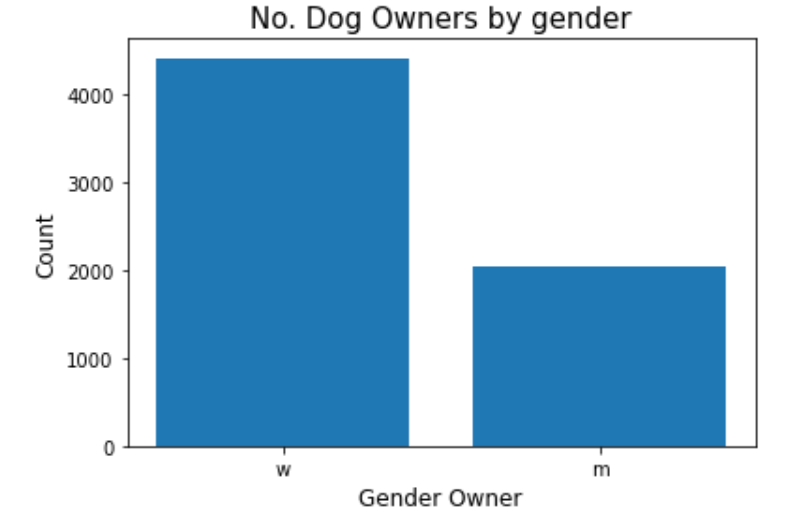 No. Dog Owners by gender
4000
3000
2000
1000
0
Count
w
m
Gender Owner